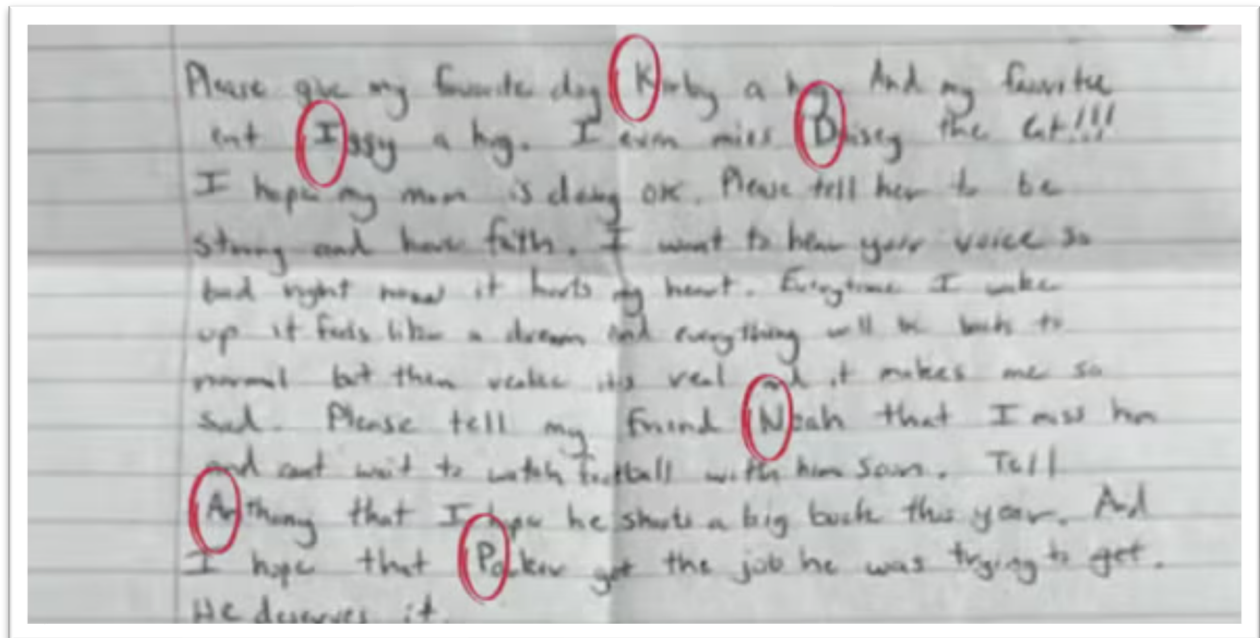 Please give my favorite dog Kirby a hug. And my favorite
cat Iggy a hug. I even miss Daisey the Cat!!!
I hope my mom is doing OK. Please tell her to be
strong and have faith. I want to hear your voice so
bad right now it hurts my heart. Everytime I wake
up it feels like a dream and everything will be back to
normal but then realize its real and it makes me so
sad. Please tell my friend Noah that I miss him
and cant wait to watch football with him soon. Tell
Anthony that I hope he shoots a big buck this year. And
I hope that Parker got the job he was trying to get.
He deserves it.